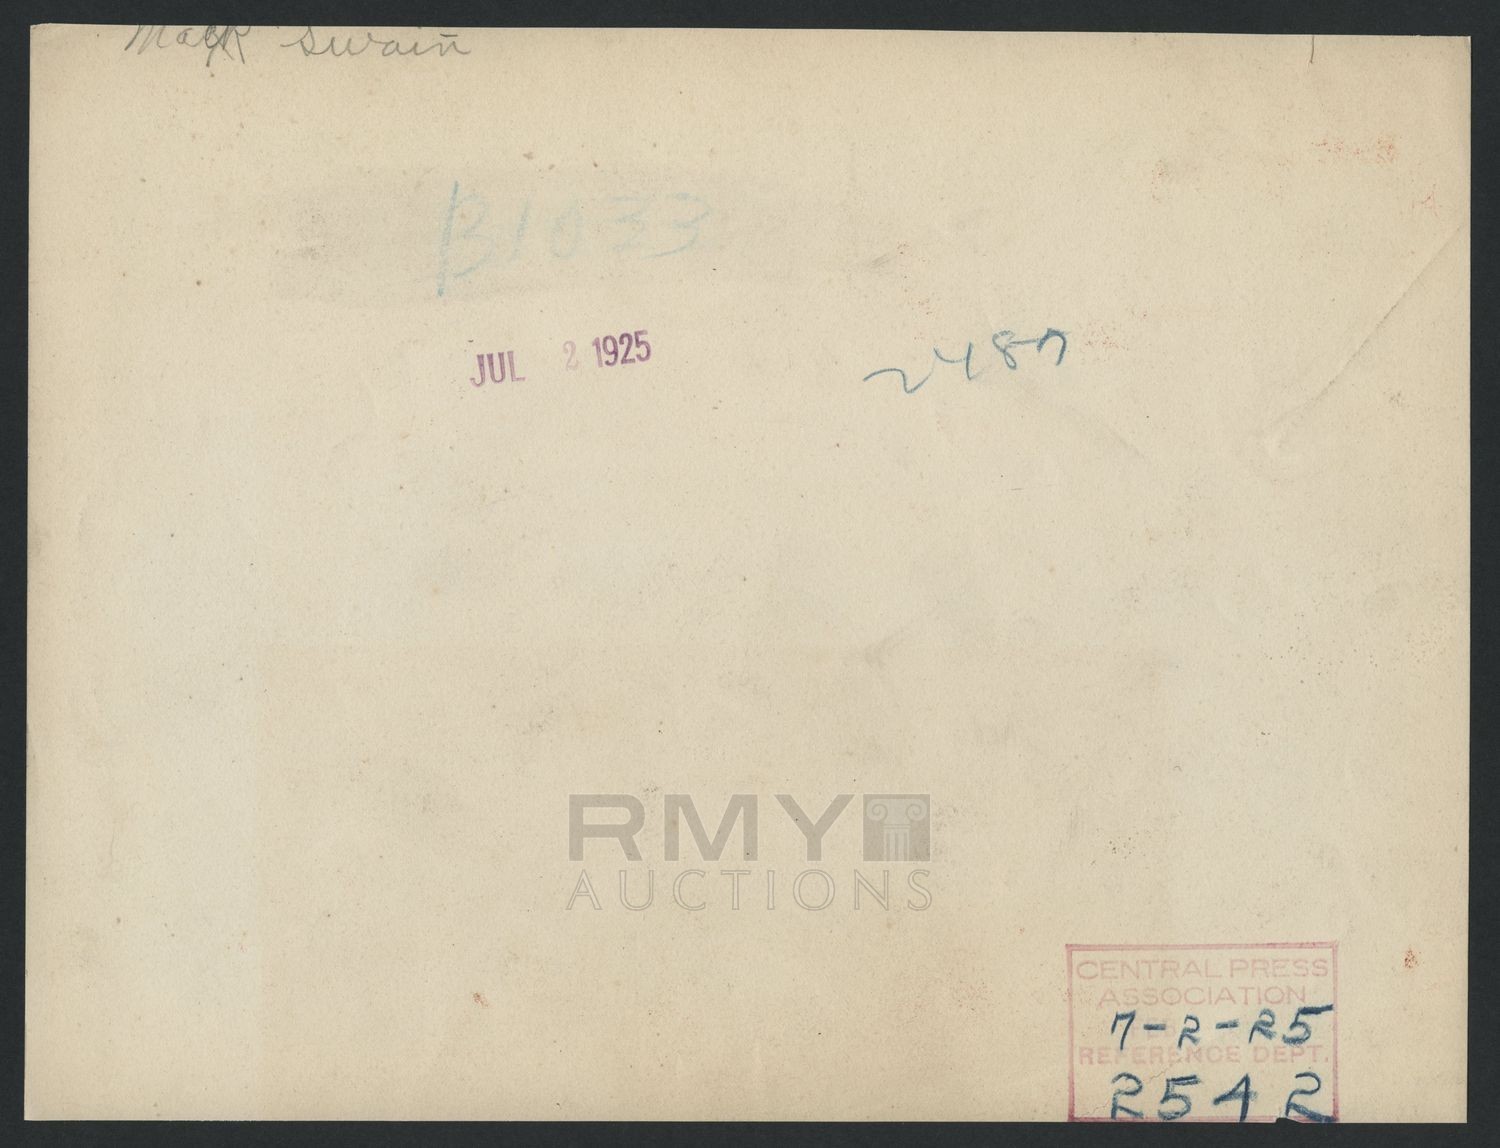 Mack Swain
B1033
JUL 2 1925
2487
RMY
AUCTIONS
CENTRAL PRESS
ASSOCIATION
7-2-25
REFERENCE DEPT.
2542